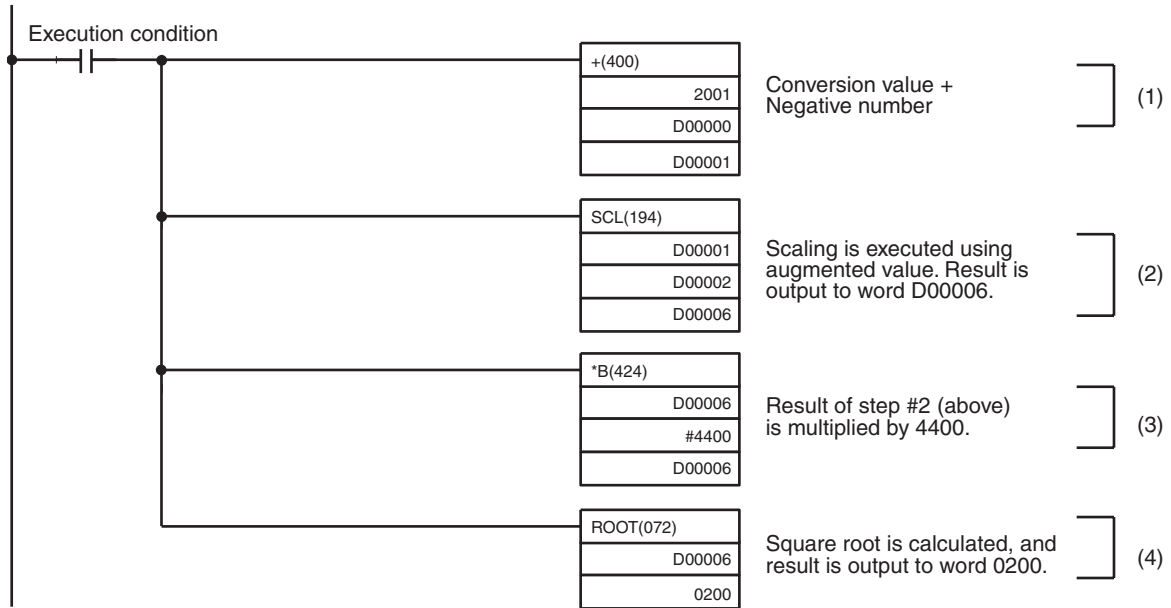 Execution condition
+(400)
2001
D00000
D00001
Conversion value +
Negative number
(1)
SCL(194)
D00001
D00002
D00006
Scaling is executed using
augmented value. Result is
output to word D00006.
(2)
*B(424)
D00006
#4400
D00006
Result of step #2 (above)
is multiplied by 4400.
(3)
ROOT(072)
D00006
0200
Square root is calculated, and
result is output to word 0200.
(4)